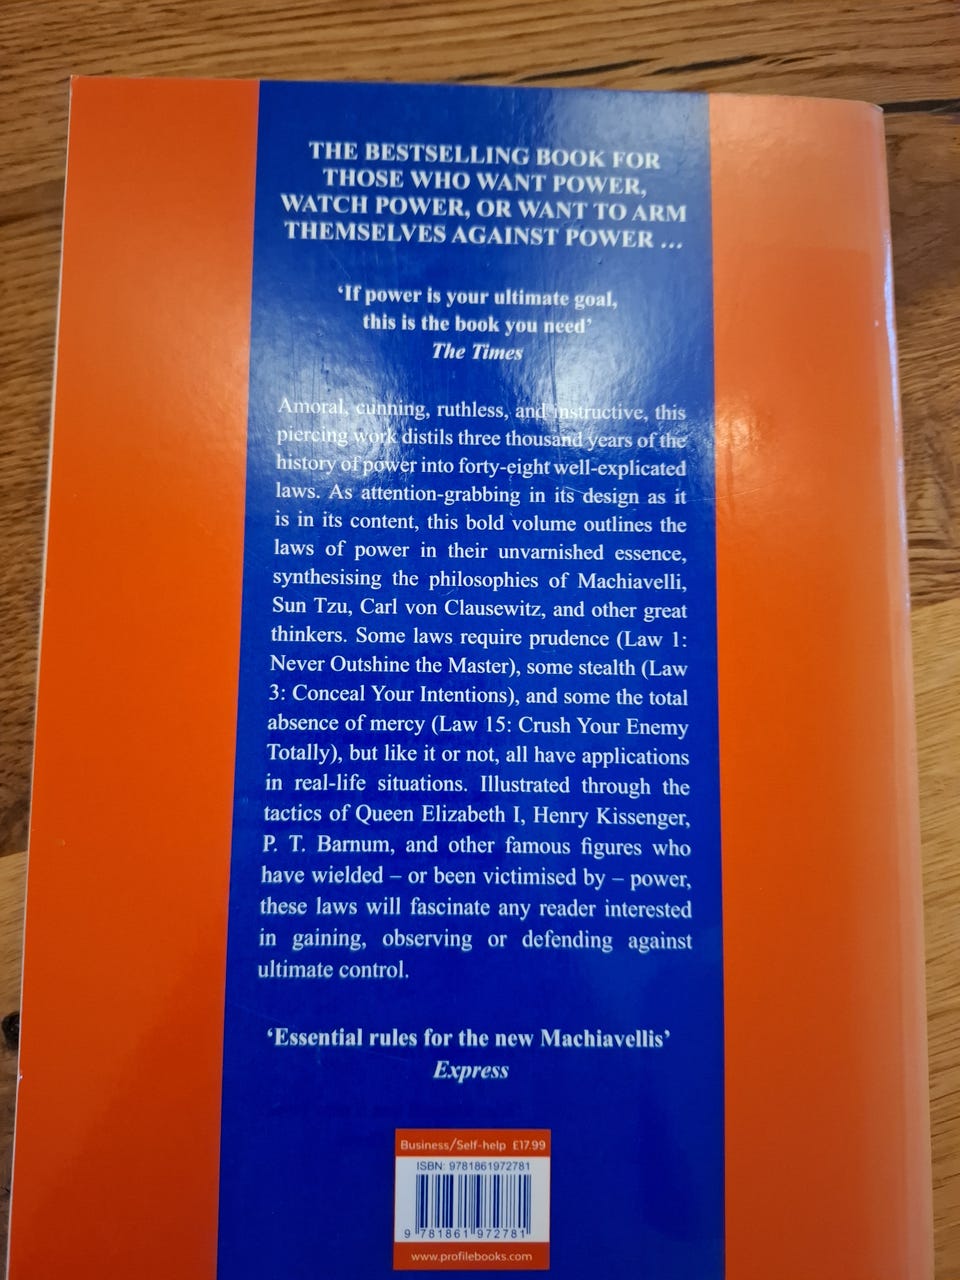 THE BESTSELLING BOOK FOR
THOSE WHO WANT POWER,
WATCH POWER, OR WANT TO ARM
THEMSELVES AGAINST POWER ...
‘If power is your ultimate goal,
this is the book you need’
The Times
Amoral, cunning, ruthless, and instructive, this
piercing work distils three thousand years of the
history of power into forty-eight well-explicated
laws. As attention-grabbing in its design as it
is in its content, this bold volume outlines the
laws of power in their unvarnished essence,
synthesising the philosophies of Machiavelli,
Sun Tzu, Carl von Clausewitz, and other great
thinkers. Some laws require prudence (Law 1:
Never Outshine the Master), some stealth (Law
3: Conceal Your Intentions), and some the total
absence of mercy (Law 15: Crush Your Enemy
Totally), but like it or not, all have applications
in real-life situations. Illustrated through the
tactics of Queen Elizabeth I, Henry Kissenger,
P. T. Barnum, and other famous figures who
have wielded – or been victimised by – power,
these laws will fascinate any reader interested
in gaining, observing or defending against
ultimate control.
‘Essential rules for the new Machiavellis’
Express
Business/Self-help £17.99
ISBN: 9781861972781
9 781861 972781
www.profilebooks.com